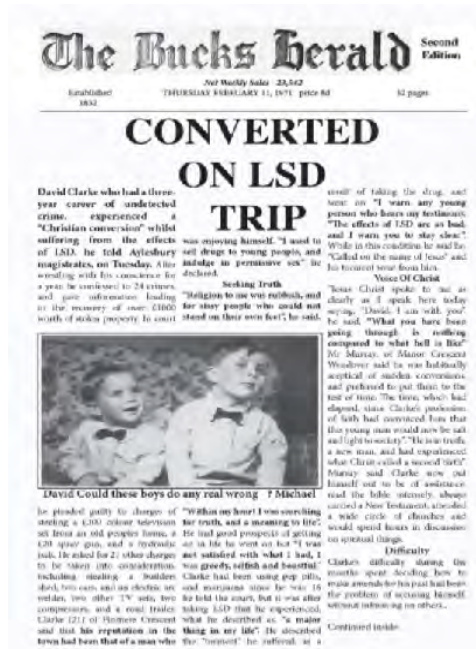 The Bucks Herald
Second
Edition
Net Weekly Sales
Established
THURSDAY FEBRUARY 11, 1971 price 8d
32 pages
CONVERTED
ON LSD
TRIP
David Clarke who had a three-
year career of undetected
crime, experienced a
"Christian conversion" whilst
suffering from the effects
of LSD, he told Aylesbury
magistrates, on Tuesday. After
wrestling with his conscience for
a year he confessed to 24 crimes,
and gave information leading
to the recovery of over £1000
worth of stolen property. In court
he pleaded guilty to charges of
stealing a £300 colour television
set from an old peoples home, a
£20 spray gun, and a hydraulic
jack. He asked for 21 other charges
to be taken into consideration,
including stealing a builders
shed, two cars and an electric arc
welder, two other TV sets, two
compressors, and a road trailer.
Clarke (21) of Finmere Crescent
said that his reputation in the
town had been that of a man who
was enjoying himself. "I used to
sell drugs to young people, and
indulge in permissive sex" he
declared.
Seeking Truth
"Religion to me was rubbish, and
for sissy people who could not
stand on their own feet", he said.
David Could these boys do any real wrong ? Michael
"Within my heart I was searching
for truth, and a meaning to life".
He had good prospects of getting
on in life he went on but "I was
not satisfied with what I had, I
was greedy, selfish and boastful."
Clarke had been using pep pills,
and marijuana since he was 16
he told the court, but it was after
taking LSD that he experienced,
what he described as, "a major
thing in my life". He described
the "torment" he suffered, as a
result of taking the drug, and
went on "I warn any young
person who hears my testimony,
"The effects of LSD are so bad,
and I warn you to stay clear."
While in this condition he said he
"Called on the name of Jesus" and
his torment went from him.
Voice Of Christ
"Jesus Christ spoke to me as
clearly as I speak here today
saying, "David, I am with you"
he said. "What you have been
going through is nothing
compared to what hell is like"
Mr Murray, of Manor Crescent
Wendover said he was habitually
sceptical of sudden conversions
and preferred to put them to the
test of time. The time, which had
elapsed, since Clarke's profession
of faith had convinced him that
this young man would now be salt
and light to society". "He is in truth,
a new man, and had experienced
what Christ called a second birth".
Murray said Clarke now put
himself out to be of assistance,
read the bible intensely, always
carried a New Testament, attended
a wide circle of churches and
would spend hours in discussion
on spiritual things.
Difficulty
Clarke's difficulty during the
months spent deciding how to
make amends for his past had been
the problem of accusing himself,
without informing on others..
Continued inside.